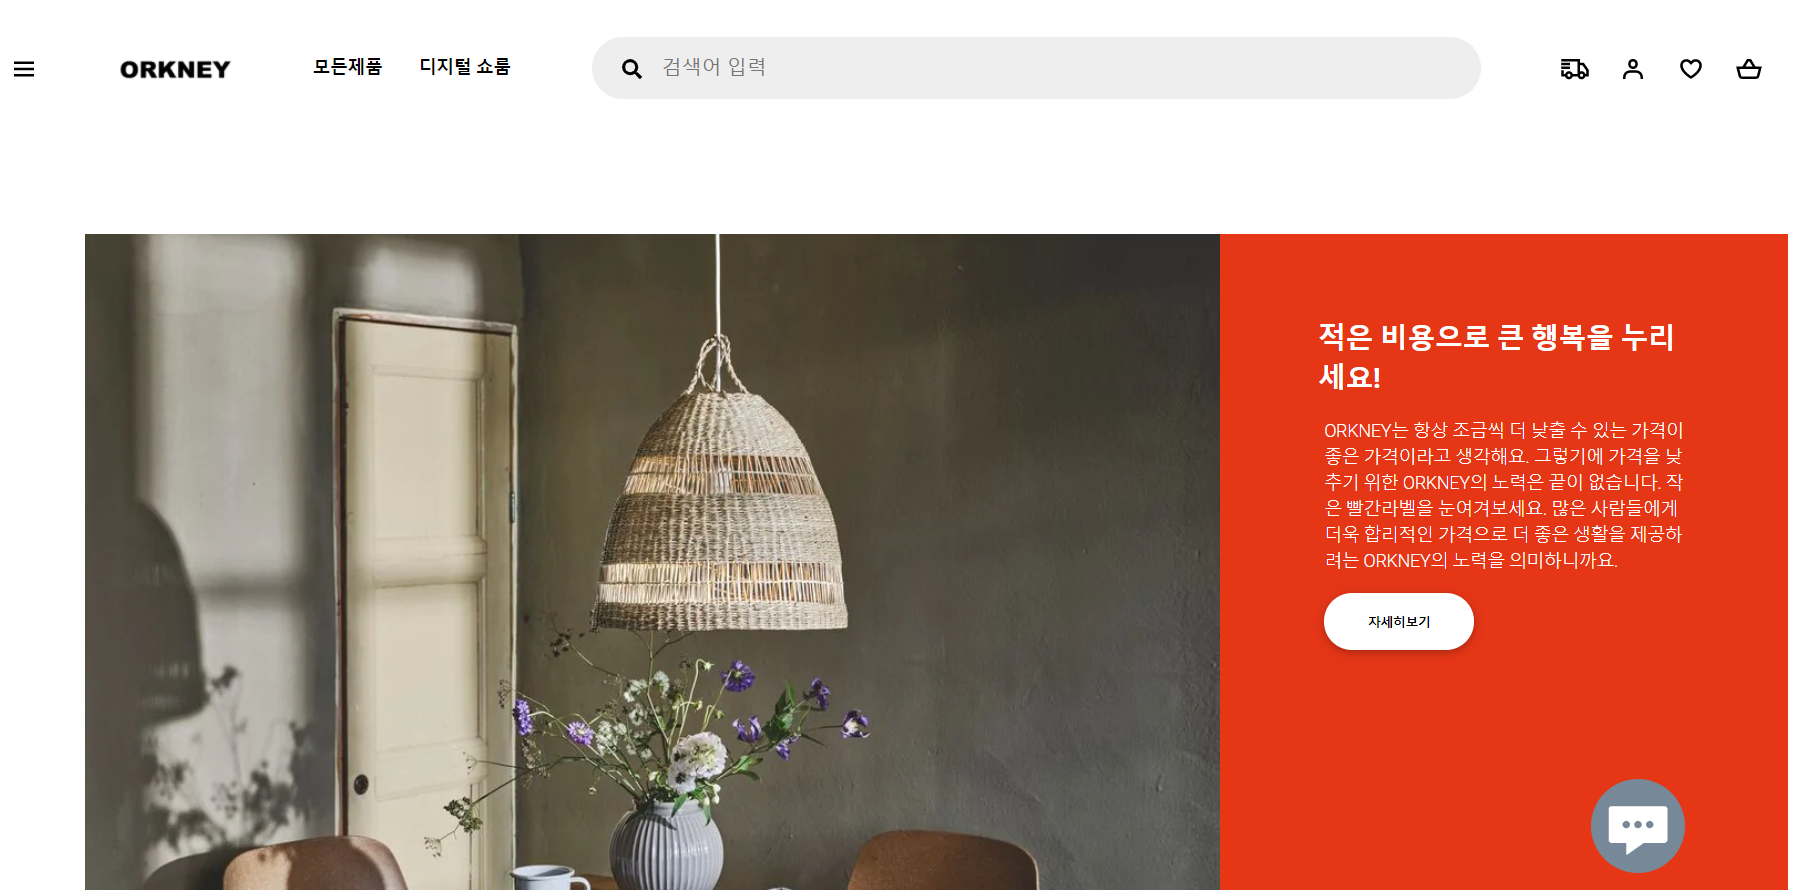 ORKNEY
모든제품
디지털 쇼룸
검색어 입력
적은 비용으로 큰 행복을 누리
세요!
ORKNEY는 항상 조금씩 더 낮출 수 있는 가격이
좋은 가격이라고 생각해요. 그렇기에 가격을 낮
추기 위한 ORKNEY의 노력은 끝이 없습니다. 작
은 빨간라벨을 눈여겨보세요. 많은 사람들에게
더욱 합리적인 가격으로 더 좋은 생활을 제공하
려는 ORKNEY의 노력을 의미하니까요.
자세히보기